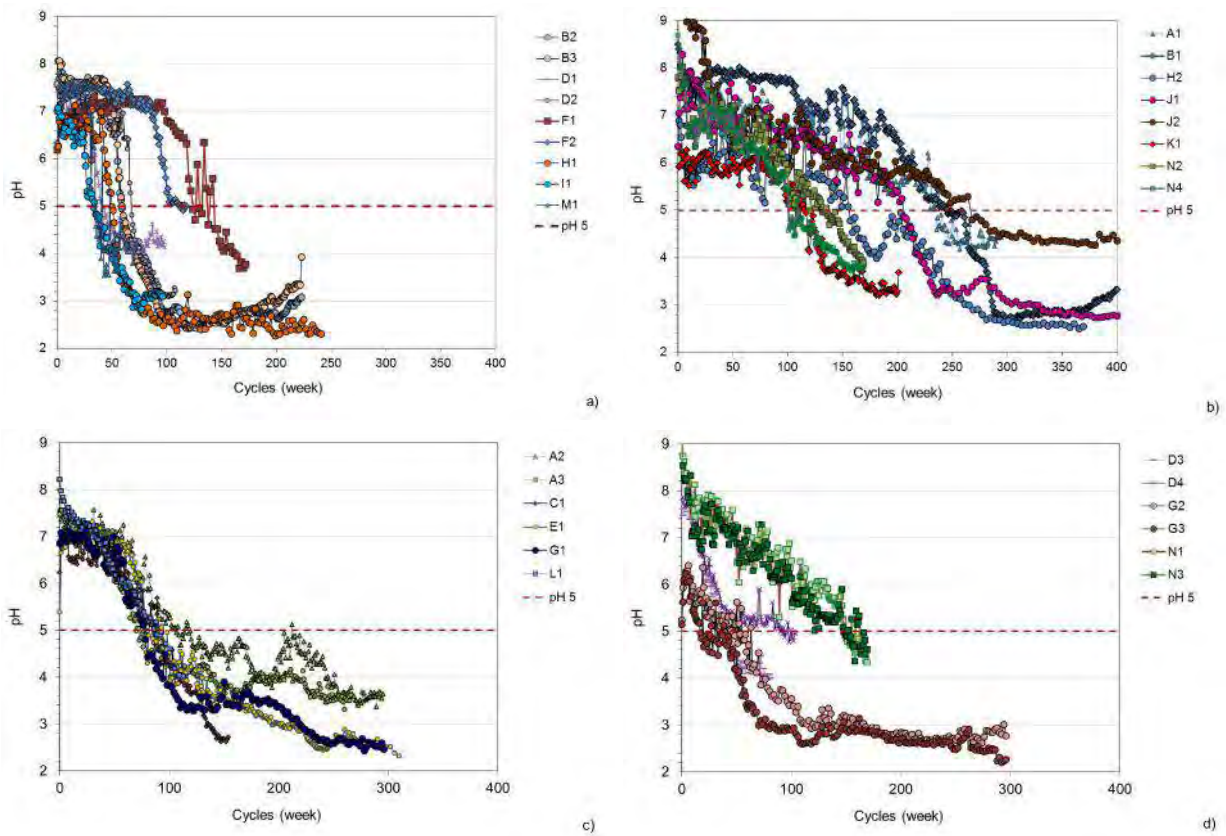 9
8
7
6
5
4
3
2
pH
0 50 100 150 200 250 300 350 400
Cycles (week)
B2
B3
D1
D2
F1
F2
H1
I1
M1
pH 5
a)
9
8
7
6
5
4
3
2
pH
0 50 100 150 200 250 300 350 400
Cycles (week)
A1
B1
H2
J1
J2
K1
N2
N4
pH 5
b)
9
8
7
6
5
4
3
2
pH
0 100 200 300 400
Cycles (week)
A2
A3
C1
E1
G1
L1
pH 5
c)
9
8
7
6
5
4
3
2
pH
0 100 200 300 400
Cycles (week)
D3
D4
G2
G3
N1
N3
pH 5
d)